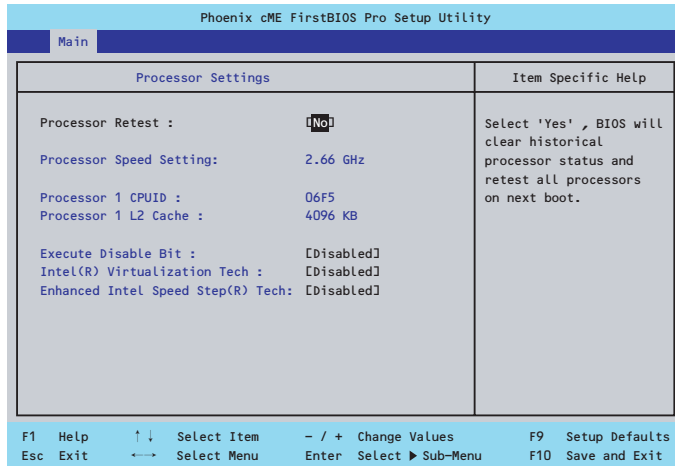 Phoenix cME FirstBIOS Pro Setup Utility
Main
Processor Settings
Item Specific Help
Processor Retest : [No]
Processor Speed Setting: 2.66 GHz
Processor 1 CPUID : 06F5
Processor 1 L2 Cache : 4096 KB
Execute Disable Bit : [Disabled]
Intel(R) Virtualization Tech : [Disabled]
Enhanced Intel Speed Step(R) Tech: [Disabled]
Select 'Yes' , BIOS will
clear historical
processor status and
retest all processors
on next boot.
F1 Help ↑↓ Select Item – / + Change Values F9 Setup Defaults
Esc Exit ←→ Select Menu Enter Select ▶ Sub-Menu F10 Save and Exit